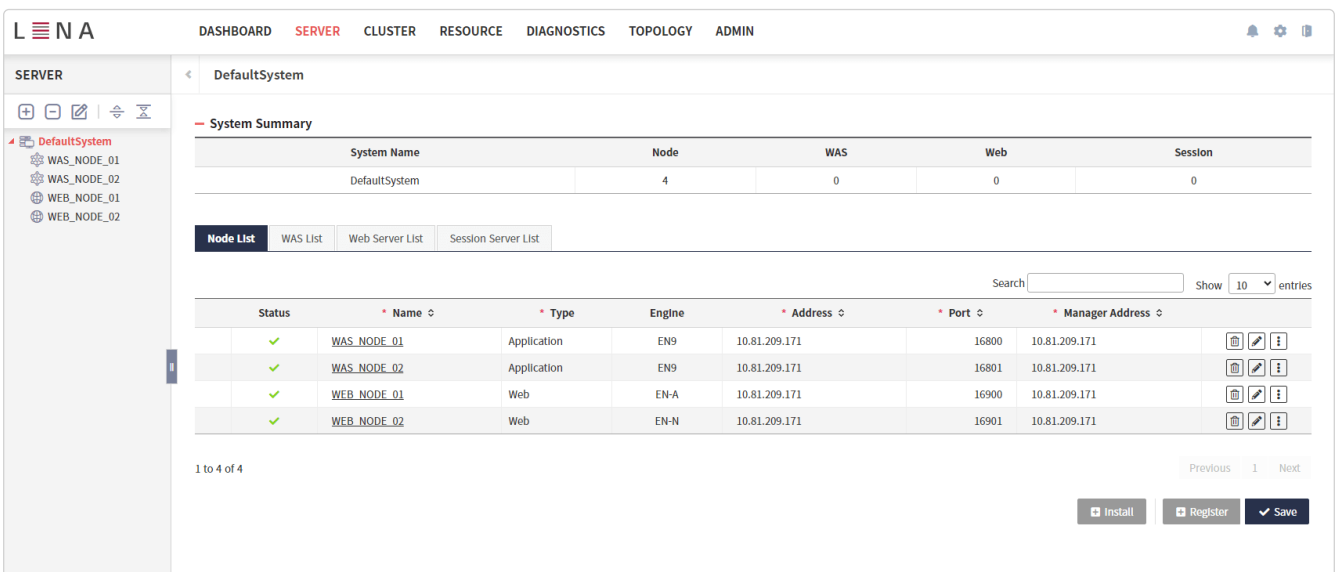 LENA DASHBOARD SERVER CLUSTER RESOURCE DIAGNOSTICS TOPOLOGY ADMIN
SERVER
DefaultSystem
WAS_NODE_01
WAS_NODE_02
WEB_NODE_01
WEB_NODE_02
DefaultSystem
System Summary
System Name Node WAS Web Session
DefaultSystem 4 0 0 0
Node List WAS List Web Server List Session Server List
Search Show 10 entries
Status * Name * Type Engine * Address * Port * Manager Address
WAS_NODE_01 Application EN9 10.81.209.171 16800 10.81.209.171
WAS_NODE_02 Application EN9 10.81.209.171 16801 10.81.209.171
WEB_NODE_01 Web EN-A 10.81.209.171 16900 10.81.209.171
WEB_NODE_02 Web EN-N 10.81.209.171 16901 10.81.209.171
1 to 4 of 4
Previous 1 Next
Install Register Save